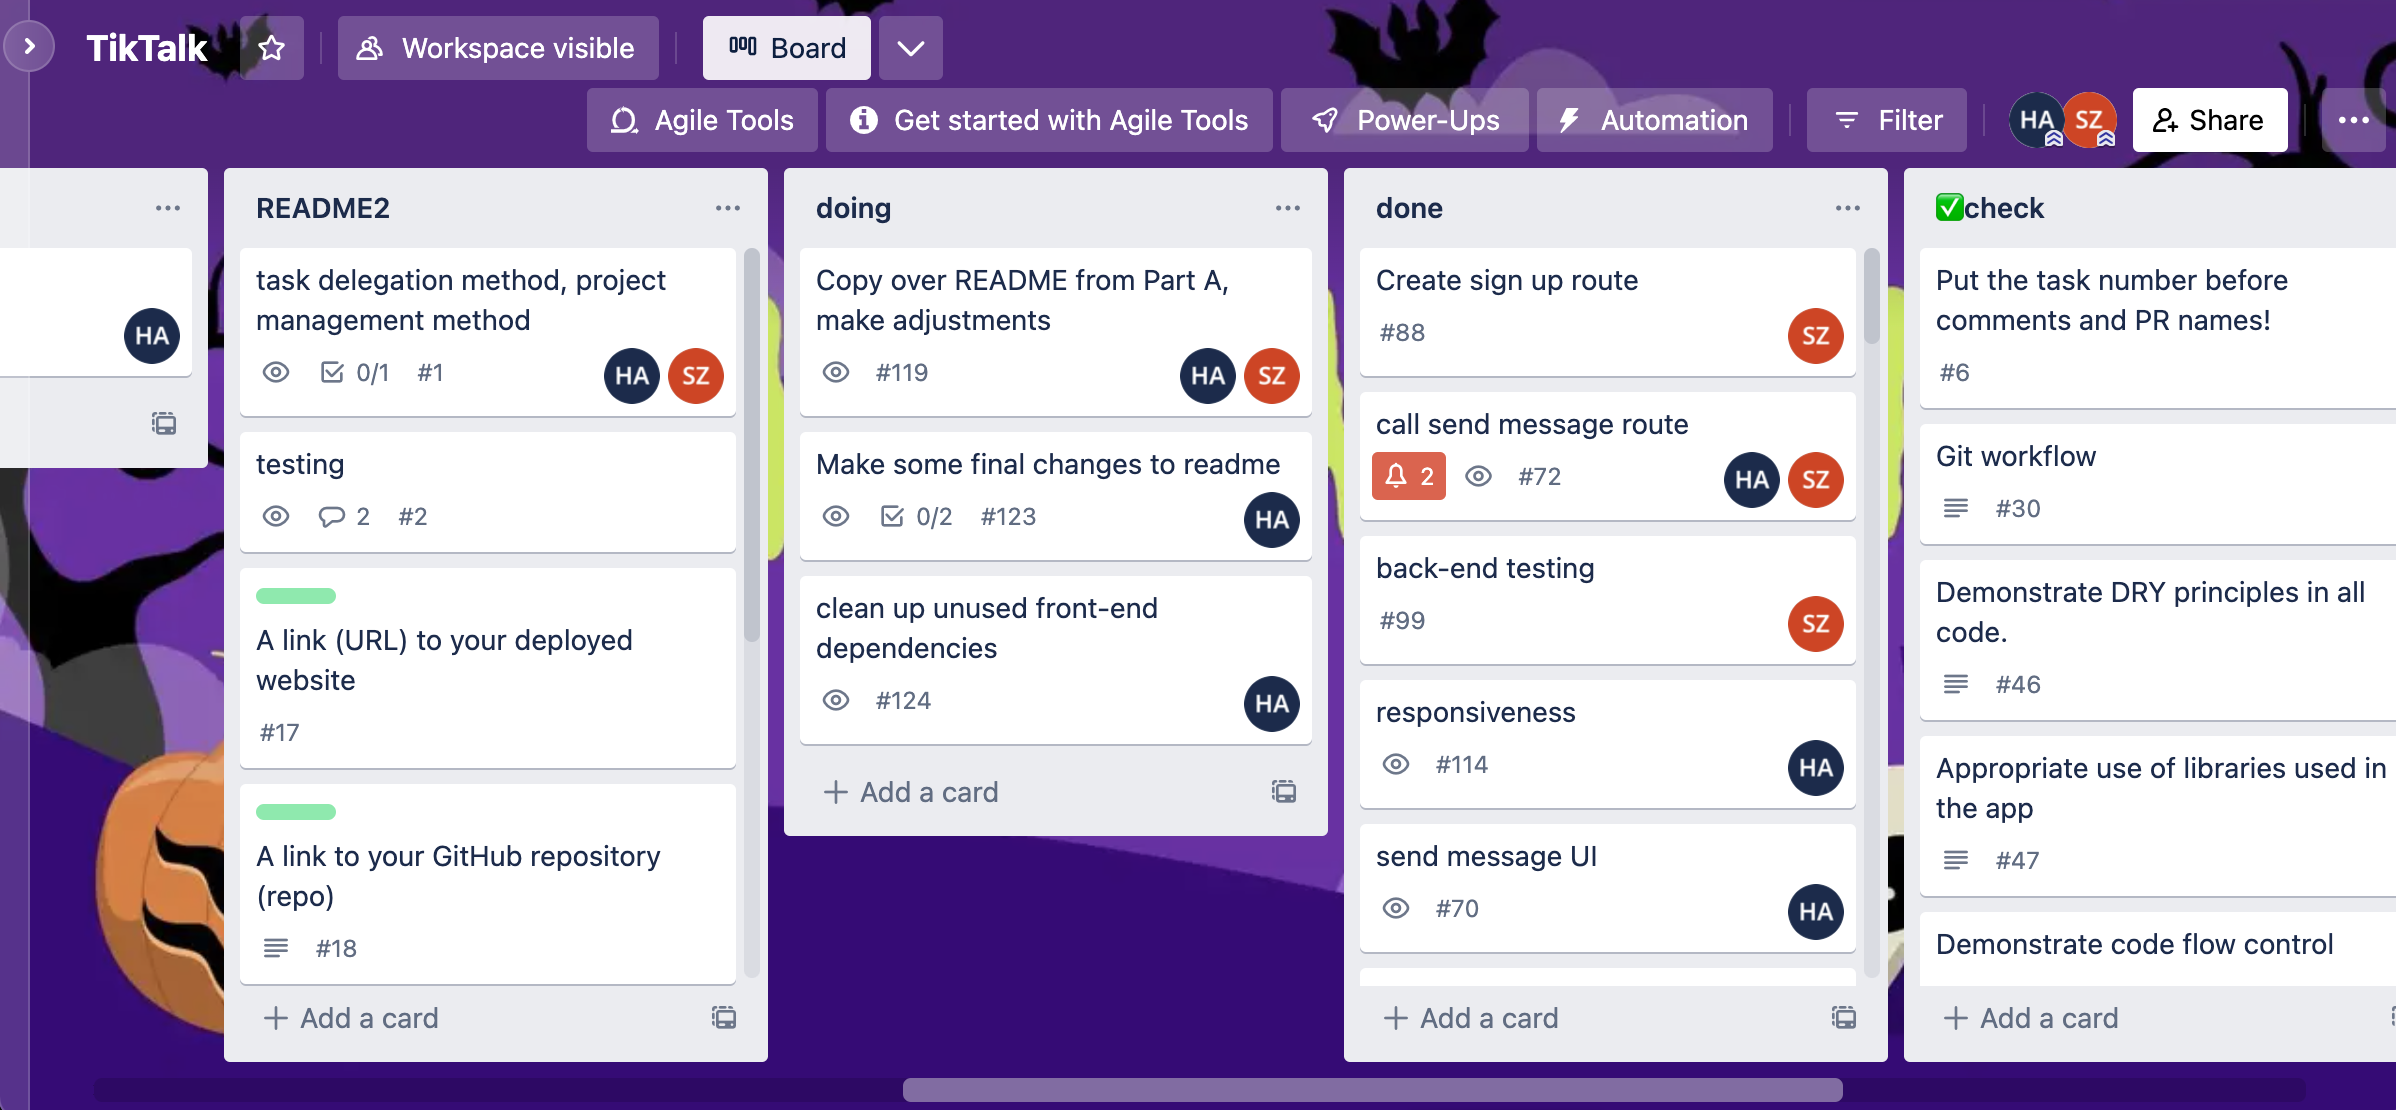 TikTalk
Workspace visible
Board
Agile Tools
Get started with Agile Tools
Power-Ups
Automation
Filter
HA
SZ
Share
HA
README2
task delegation method, project
management method
0/1 #1
HA SZ
testing
2 #2
A link (URL) to your deployed
website
#17
A link to your GitHub repository
(repo)
#18
+ Add a card
doing
Copy over README from Part A,
make adjustments
#119
HA SZ
Make some final changes to readme
0/2 #123
HA
clean up unused front-end
dependencies
#124
HA
+ Add a card
done
Create sign up route
#88
SZ
call send message route
2 #72
HA SZ
back-end testing
#99
SZ
responsiveness
#114
HA
send message UI
#70
HA
+ Add a card
✅check
Put the task number before
comments and PR names!
#6
Git workflow
#30
Demonstrate DRY principles in all
code.
#46
Appropriate use of libraries used in
the app
#47
Demonstrate code flow control
+ Add a card